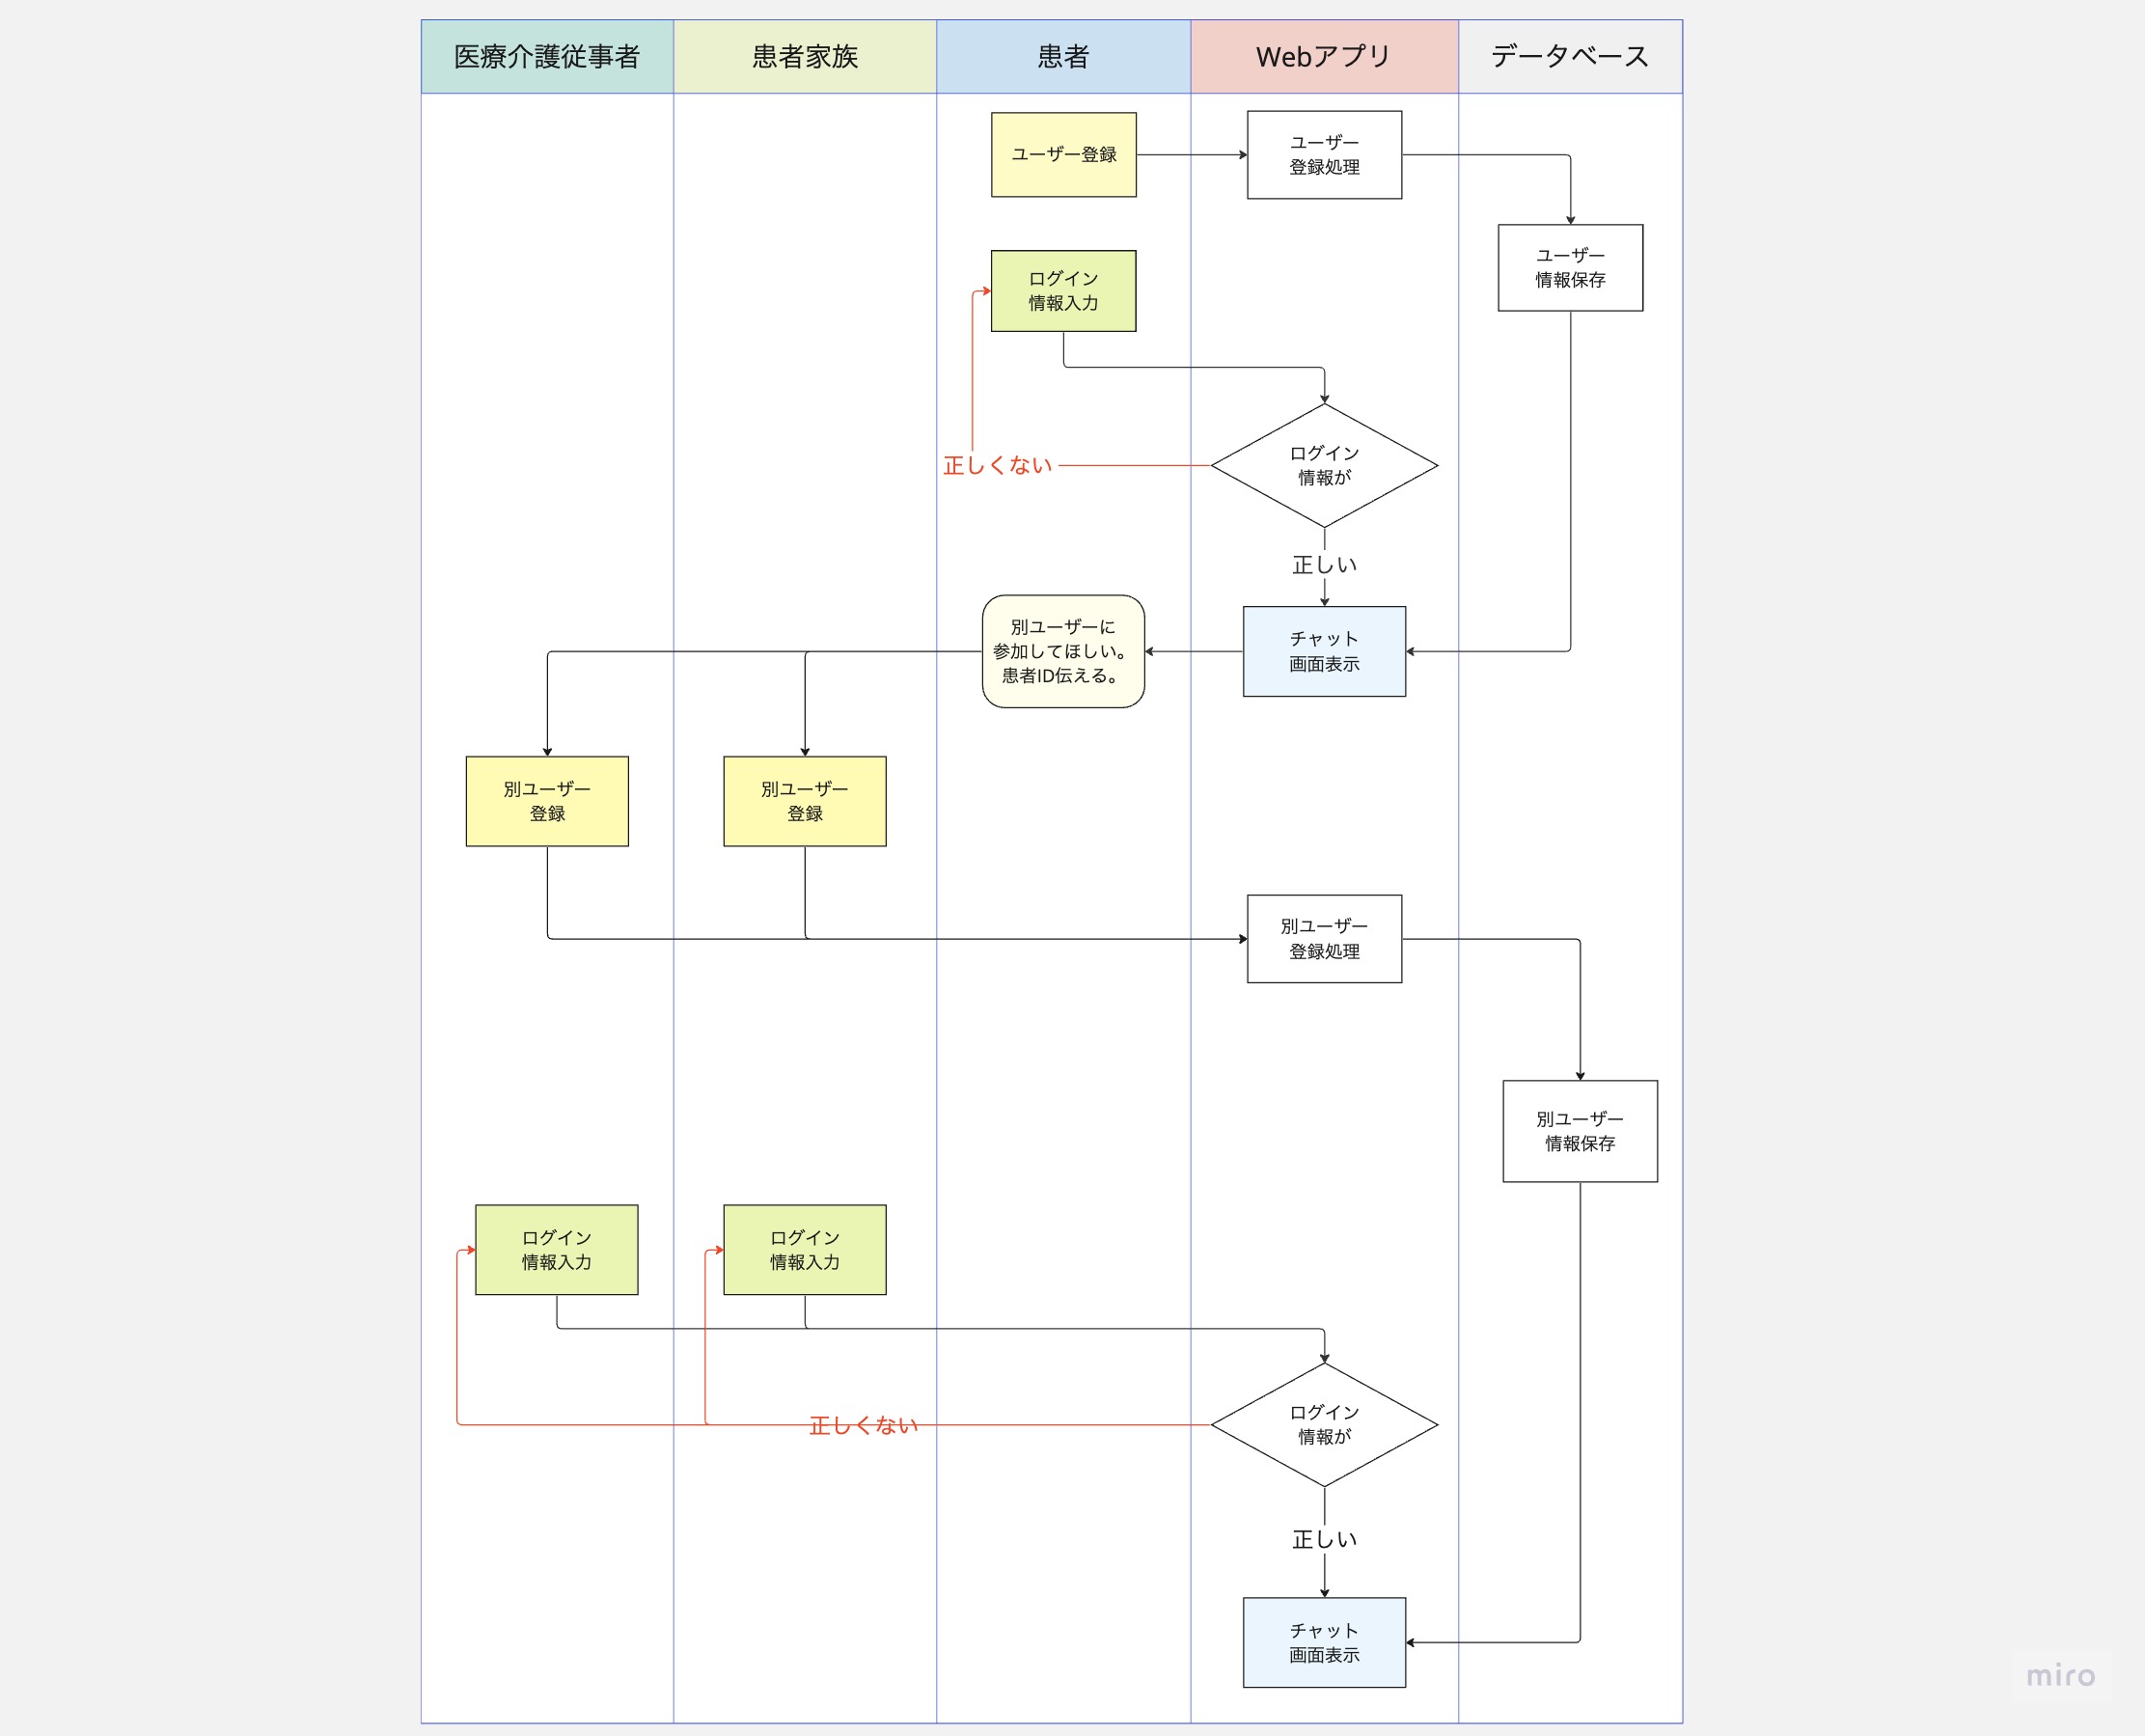 医療介護従事者
患者家族
患者
Webアプリ
データベース
ユーザー登録
ユーザー
登録処理
ユーザー
情報保存
ログイン
情報入力
ログイン
情報が
正しくない
正しい
別ユーザーに
参加してほしい。
患者ID伝える。
チャット
画面表示
別ユーザー
登録
別ユーザー
登録
別ユーザー
登録処理
別ユーザー
情報保存
ログイン
情報入力
ログイン
情報入力
ログイン
情報が
正しくない
正しい
チャット
画面表示
miro